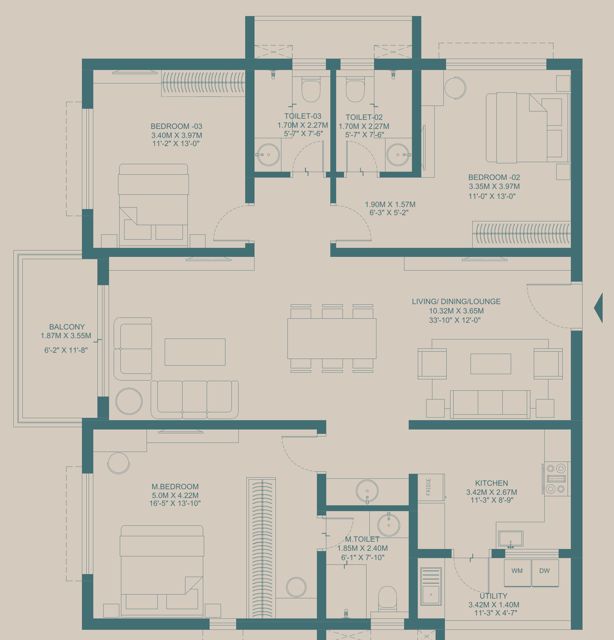 TOILET-03
1.70M X 2.27M
5'-7" X 7'-6"
TOILET-02
1.70M X 2.27M
5'-7" X 7'-6"
BEDROOM -03
3.40M X 3.97M
11'-2" X 13'-0"
BEDROOM -02
3.35M X 3.97M
11'-0" X 13'-0"
1.90M X 1.57M
6'-3" X 5'-2"
LIVING/ DINING/LOUNGE
10.32M X 3.65M
33'-10" X 12'-0"
BALCONY
1.87M X 3.55M
6'-2" X 11'-8"
M.BEDROOM
5.0M X 4.22M
16'-5" X 13'-10"
FRIDGE
KITCHEN
3.42M X 2.67M
11'-3" X 8'-9"
M.TOILET
1.85M X 2.40M
6'-1" X 7'-10"
WM
DW
UTILITY
3.42M X 1.40M
11'-3" X 4'-7"